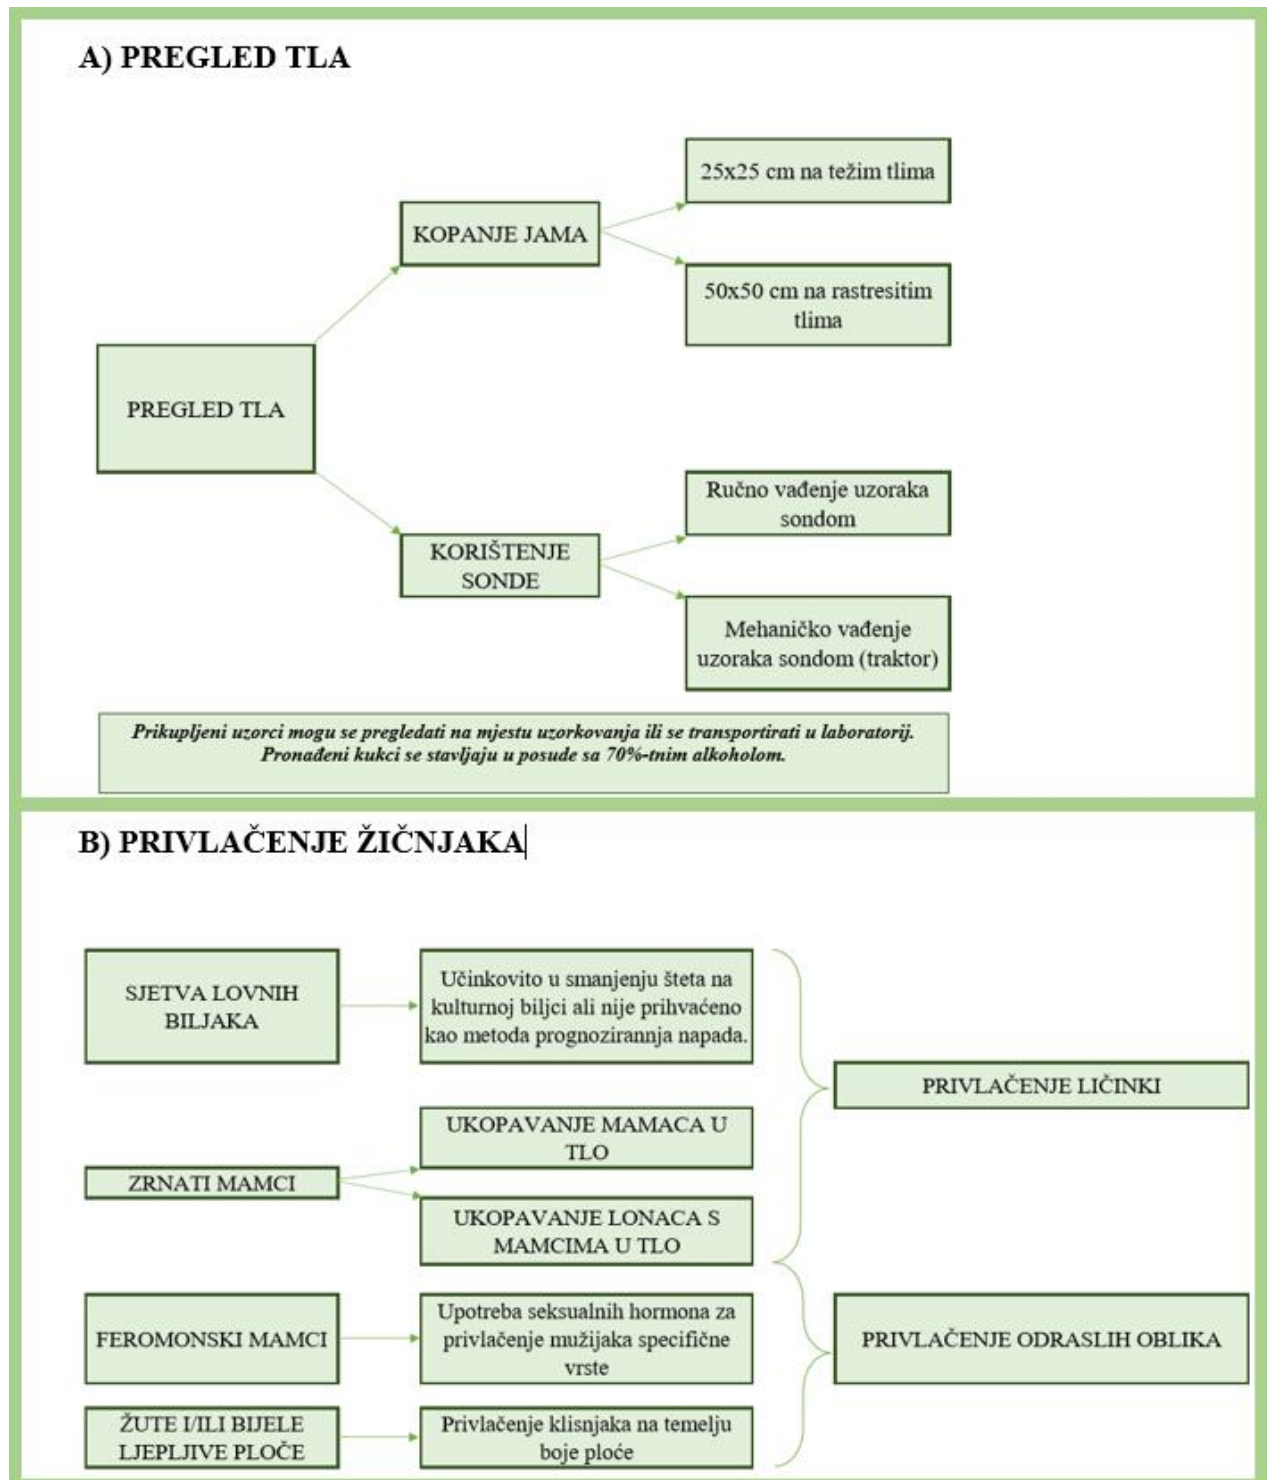 A) PREGLED TLA
25x25 cm na težim tlima
KOPANJE JAMA
50x50 cm na rastresitim
tlima
PREGLED TLA
Ručno vađenje uzoraka
sondom
KORIŠTENJE
SONDE
Mehaničko vađenje
uzoraka sondom (traktor)
Prikupljeni uzorci mogu se pregledati na mjestu uzorkovanja ili se transportirati u laboratorij.
Pronađeni kukci se stavljaju u posude sa 70%-tnim alkoholom.
B) PRIVLAČENJE ŽIČNJAKA
SJETVA LOVNIH
BILJAKA
Učinkovito u smanjenju šteta na
kulturnoj biljci ali nije prihvaćeno
kao metoda prognozirannja napada.
PRIVLAČENJE LIČINKI
ZRNATI MAMCI
UKOPAVANJE MAMACA U
TLO
UKOPAVANJE LONACA S
MAMCIMA U TLO
FEROMONSKI MAMCI
Upotreba seksualnih hormona za
privlačenje mužijaka specifične
vrste
PRIVLAČENJE ODRASLIH OBLIKA
ŽUTE I/ILI BIJELE
LJEPLJIVE PLOČE
Privlačenje klisnjaka na temelju
boje ploće